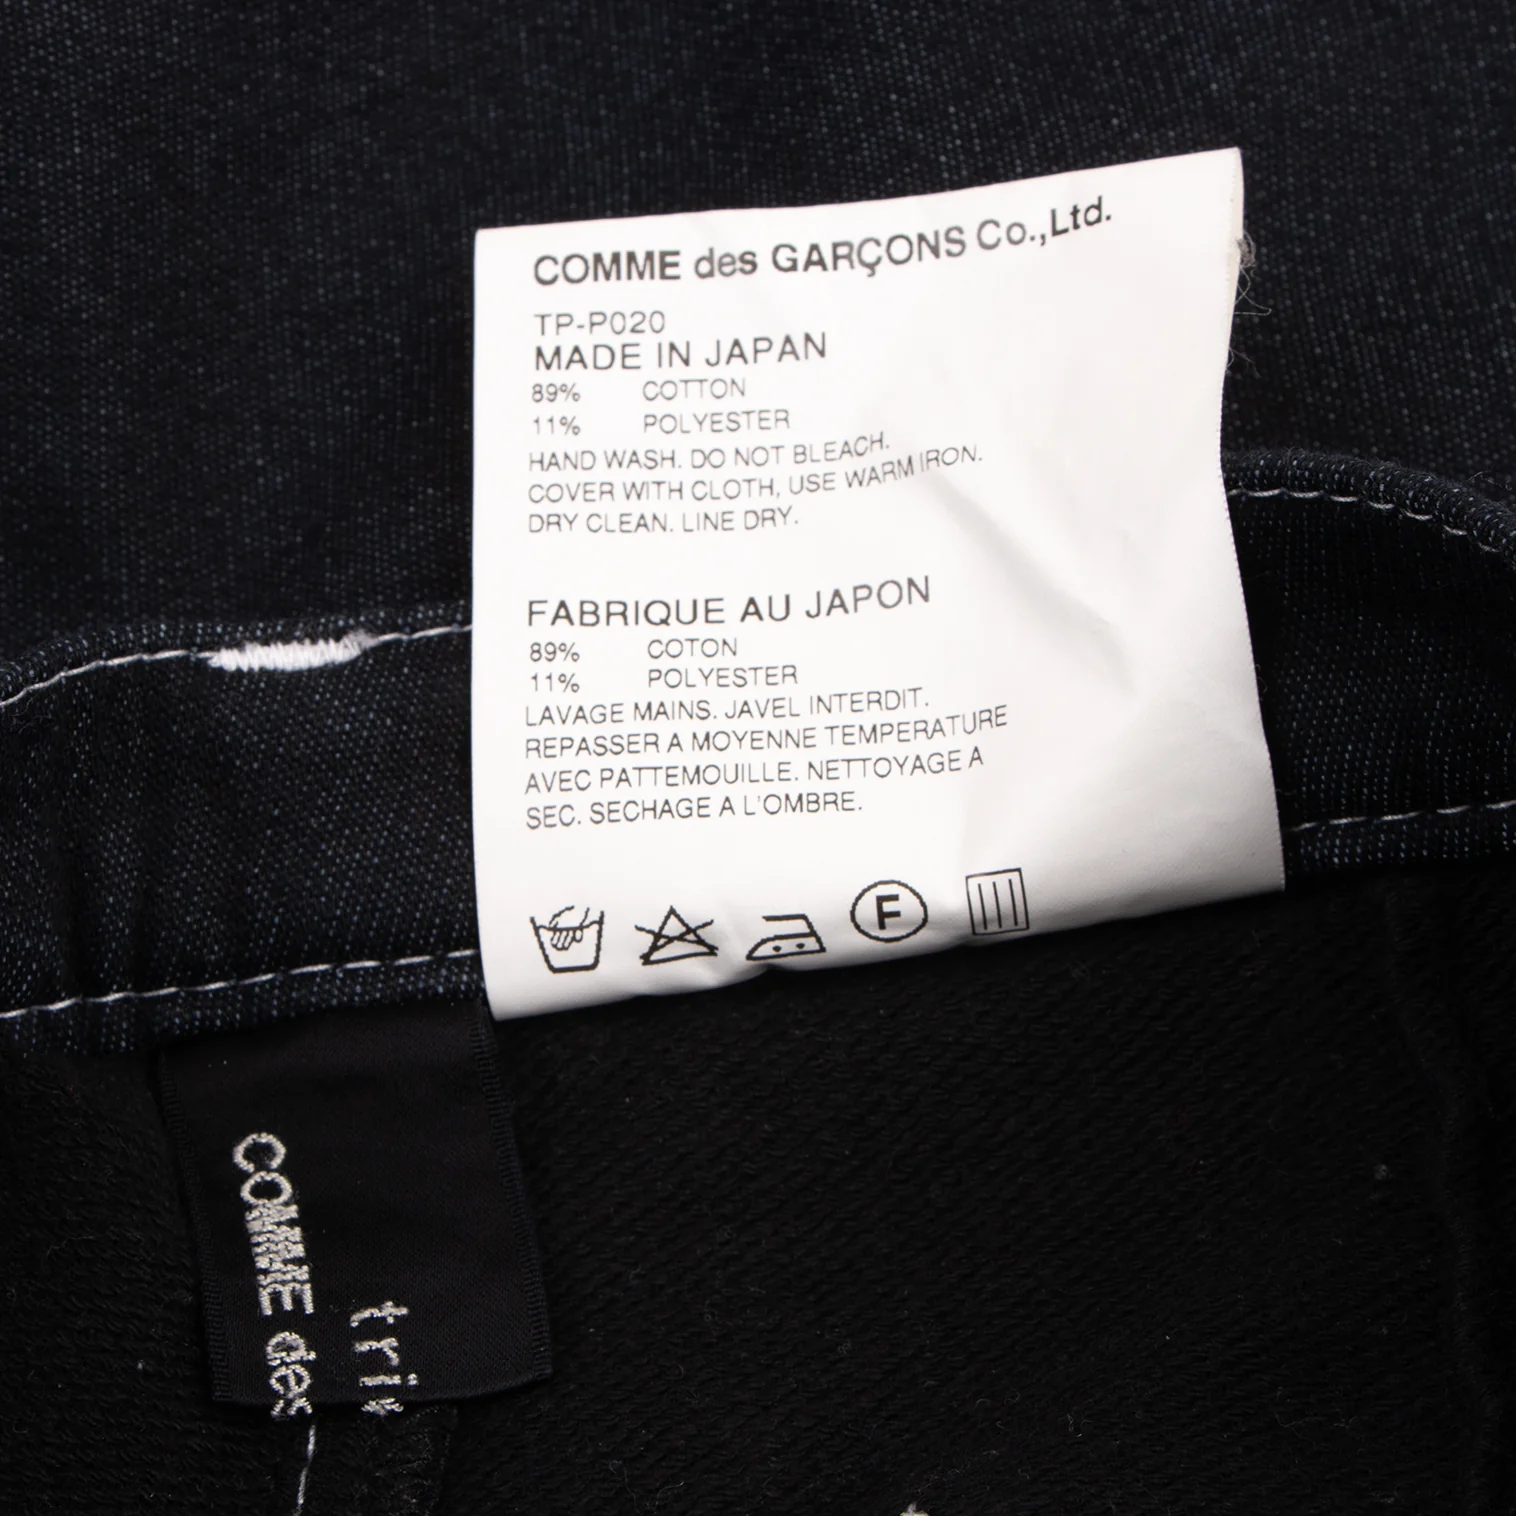 COMME des GARÇONS Co.,Ltd.
TP-P020
MADE IN JAPAN
89% COTTON
11% POLYESTER
HAND WASH. DO NOT BLEACH.
COVER WITH CLOTH, USE WARM IRON.
DRY CLEAN. LINE DRY.
FABRIQUE AU JAPON
89% COTON
11% POLYESTER
LAVAGE MAINS. JAVEL INTERDIT.
REPASSER A MOYENNE TEMPERATURE
AVEC PATTEMOUILLE. NETTOYAGE A
SEC. SECHAGE A L'OMBRE.
F
tri
COMME des